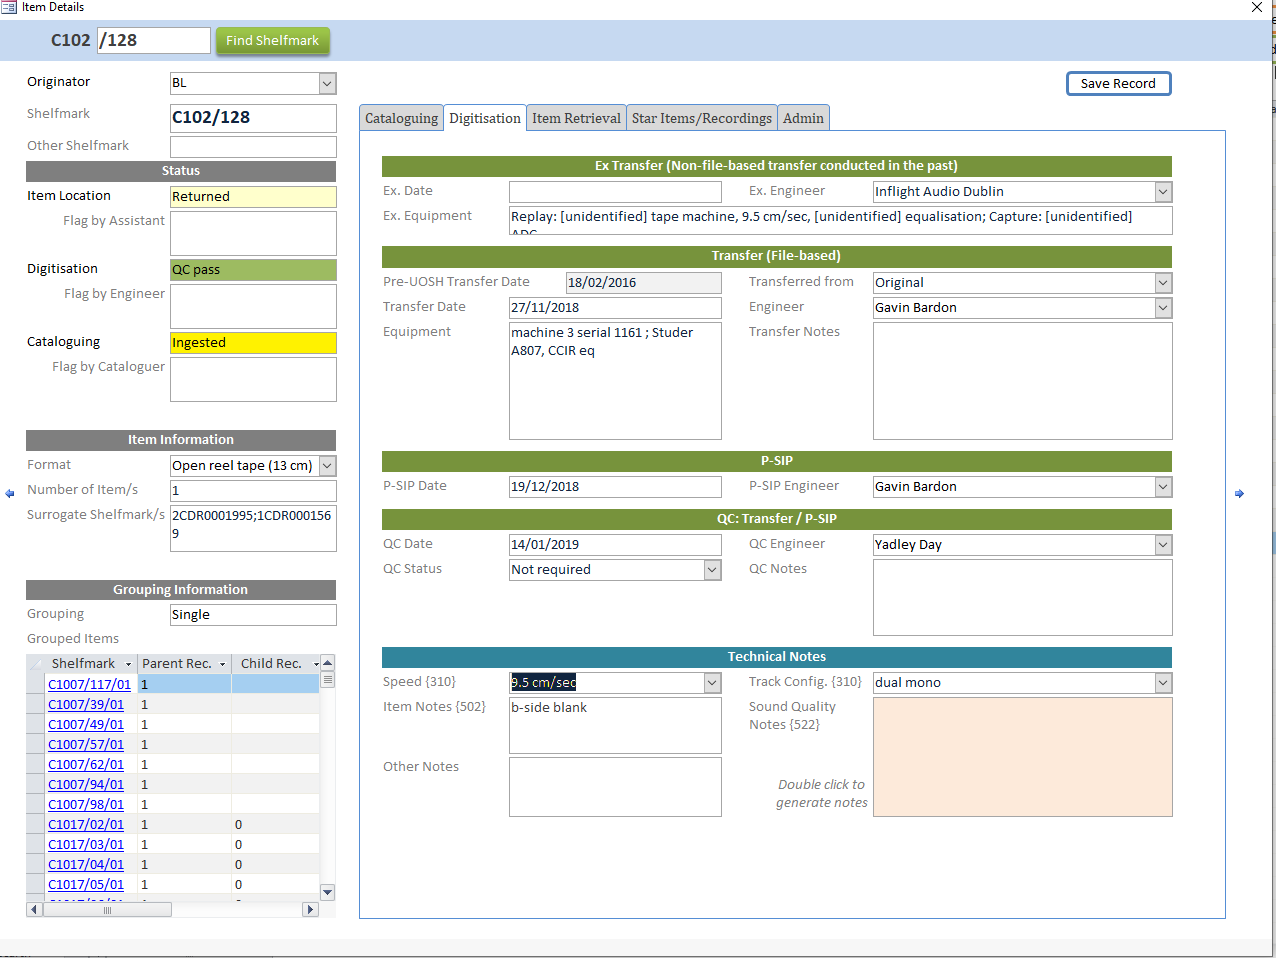 Item Details
C102 /128 Find Shelfmark
Originator BL
Save Record
Shelfmark C102/128
Other Shelfmark
Status
Item Location Returned
Flag by Assistant
Digitisation QC pass
Flag by Engineer
Cataloguing Ingested
Flag by Cataloguer
Item Information
Format Open reel tape (13 cm)
Number of Item/s 1
Surrogate Shelfmark/s 2CDR0001995;1CDR000156
9
Grouping Information
Grouping Single
Grouped Items
Shelfmark Parent Rec. Child Rec.
C1007/117/01 1
C1007/39/01 1
C1007/49/01 1
C1007/57/01 1
C1007/62/01 1
C1007/94/01 1
C1007/98/01 1
C1017/02/01 1 0
C1017/03/01 1 0
C1017/04/01 1 0
C1017/05/01 1 0
Cataloguing Digitisation Item Retrieval Star Items/Recordings Admin
Ex Transfer (Non-file-based transfer conducted in the past)
Ex. Date Ex. Engineer Inflight Audio Dublin
Ex. Equipment Replay: [unidentified] tape machine, 9.5 cm/sec, [unidentified] equalisation; Capture: [unidentified]
ADC
Transfer (File-based)
Pre-UOSH Transfer Date 18/02/2016 Transferred from Original
Transfer Date 27/11/2018 Engineer Gavin Bardon
Equipment machine 3 serial 1161 ; Studer Transfer Notes
A807, CCIR eq
P-SIP
P-SIP Date 19/12/2018 P-SIP Engineer Gavin Bardon
QC: Transfer / P-SIP
QC Date 14/01/2019 QC Engineer Yadley Day
QC Status Not required QC Notes
Technical Notes
Speed {310} 9.5 cm/sec Track Config. {310} dual mono
Item Notes {502} b-side blank Sound Quality
Notes {522}
Other Notes
Double click to
generate notes